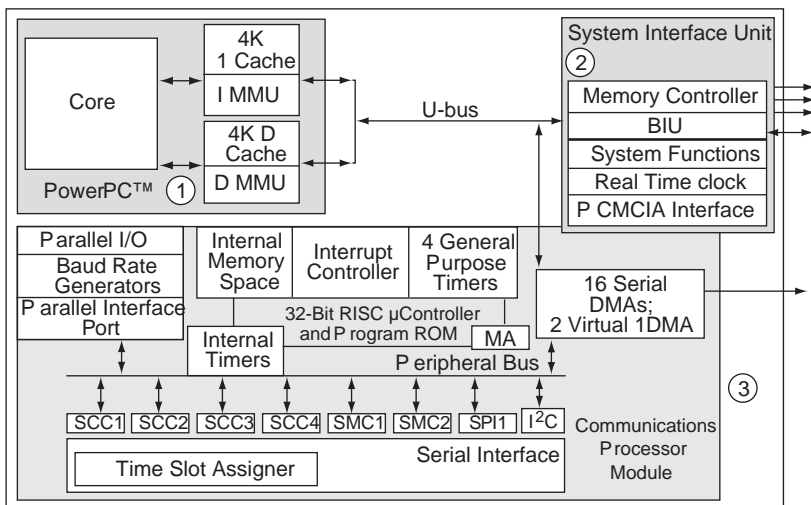 Core
4K
1 Cache
I MMU
4K D
Cache
D MMU
PowerPC™
1
U-bus
System Interface Unit
2
Memory Controller
BIU
System Functions
Real Time clock
P CMCIA Interface
Parallel I/O
Baud Rate
Generators
P arallel Interface
Port
Internal
Memory
Space
Interrupt
Controller
4 General
Purpose
Timers
16 Serial
DMAs;
2 Virtual 1DMA
32-Bit RISC µController
and P rogram ROM
Internal
Timers
MA
P eripheral Bus
3
SCC1
SCC2
SCC3
SCC4
SMC1
SMC2
SPI1
I²C
Communications
P rocessor
Module
Serial Interface
Time Slot Assigner